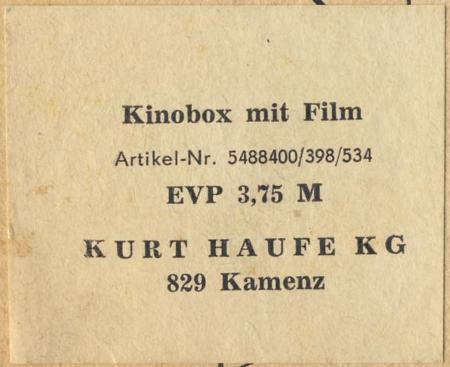 Kinobox mit Film
Artikel-Nr. 5488400/398/534
EVP 3,75 M
KURT HAUFE KG
829 Kamenz